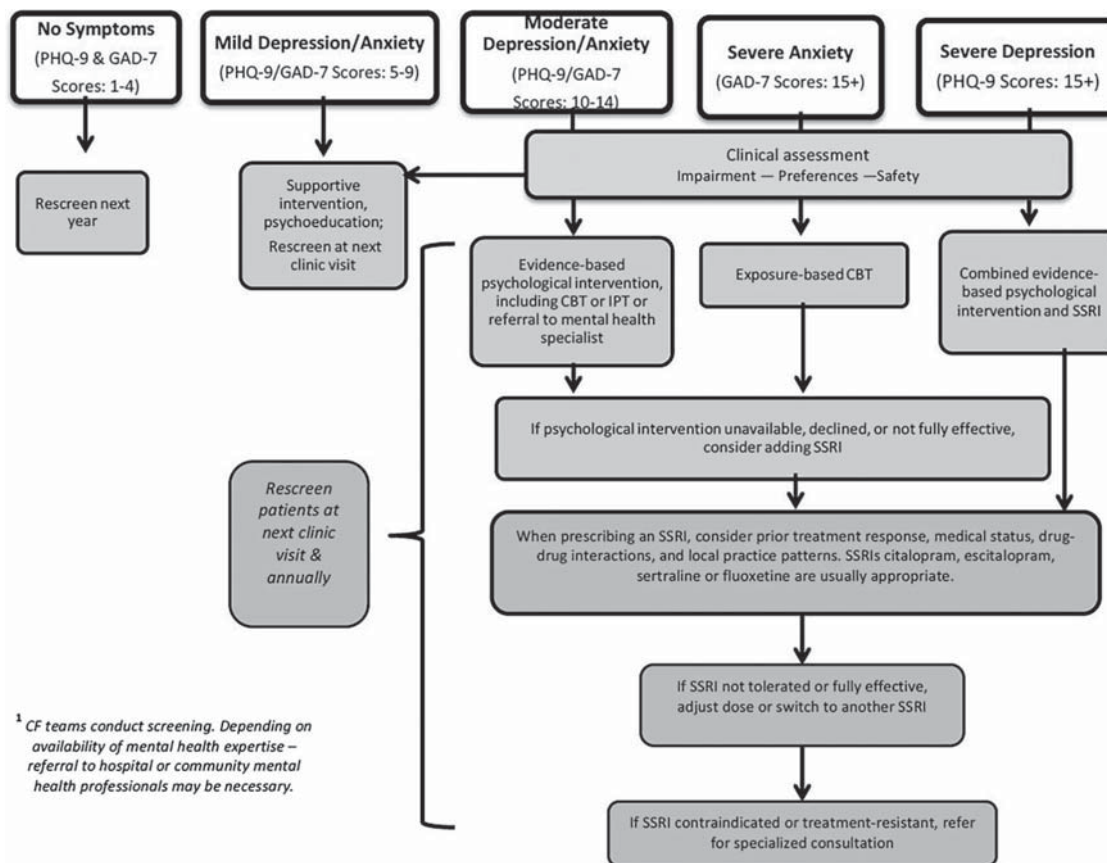 No Symptoms
(PHQ-9 & GAD-7
Scores: 1-4)
Mild Depression/Anxiety
(PHQ-9/GAD-7 Scores: 5-9)
Moderate
Depression/Anxiety
(PHQ-9/GAD-7
Scores: 10-14)
Severe Anxiety
(GAD-7 Scores: 15+)
Severe Depression
(PHQ-9 Scores: 15+)
Clinical assessment
Impairment — Preferences —Safety
Rescreen next
year
Supportive
intervention,
psychoeducation;
Rescreen at next
clinic visit
Evidence-based
psychological intervention,
including CBT or IPT or
referral to mental health
specialist
Exposure-based CBT
Combined evidence-
based psychological
intervention and SSRI
If psychological intervention unavailable, declined, or not fully effective,
consider adding SSRI
Rescreen
patients at
next clinic
visit &
annually
When prescribing an SSRI, consider prior treatment response, medical status, drug-
drug interactions, and local practice patterns. SSRIs citalopram, escitalopram,
sertraline or fluoxetine are usually appropriate.
If SSRI not tolerated or fully effective,
adjust dose or switch to another SSRI
1 CF teams conduct screening. Depending on
availability of mental health expertise –
referral to hospital or community mental
health professionals may be necessary.
If SSRI contraindicated or treatment-resistant, refer
for specialized consultation